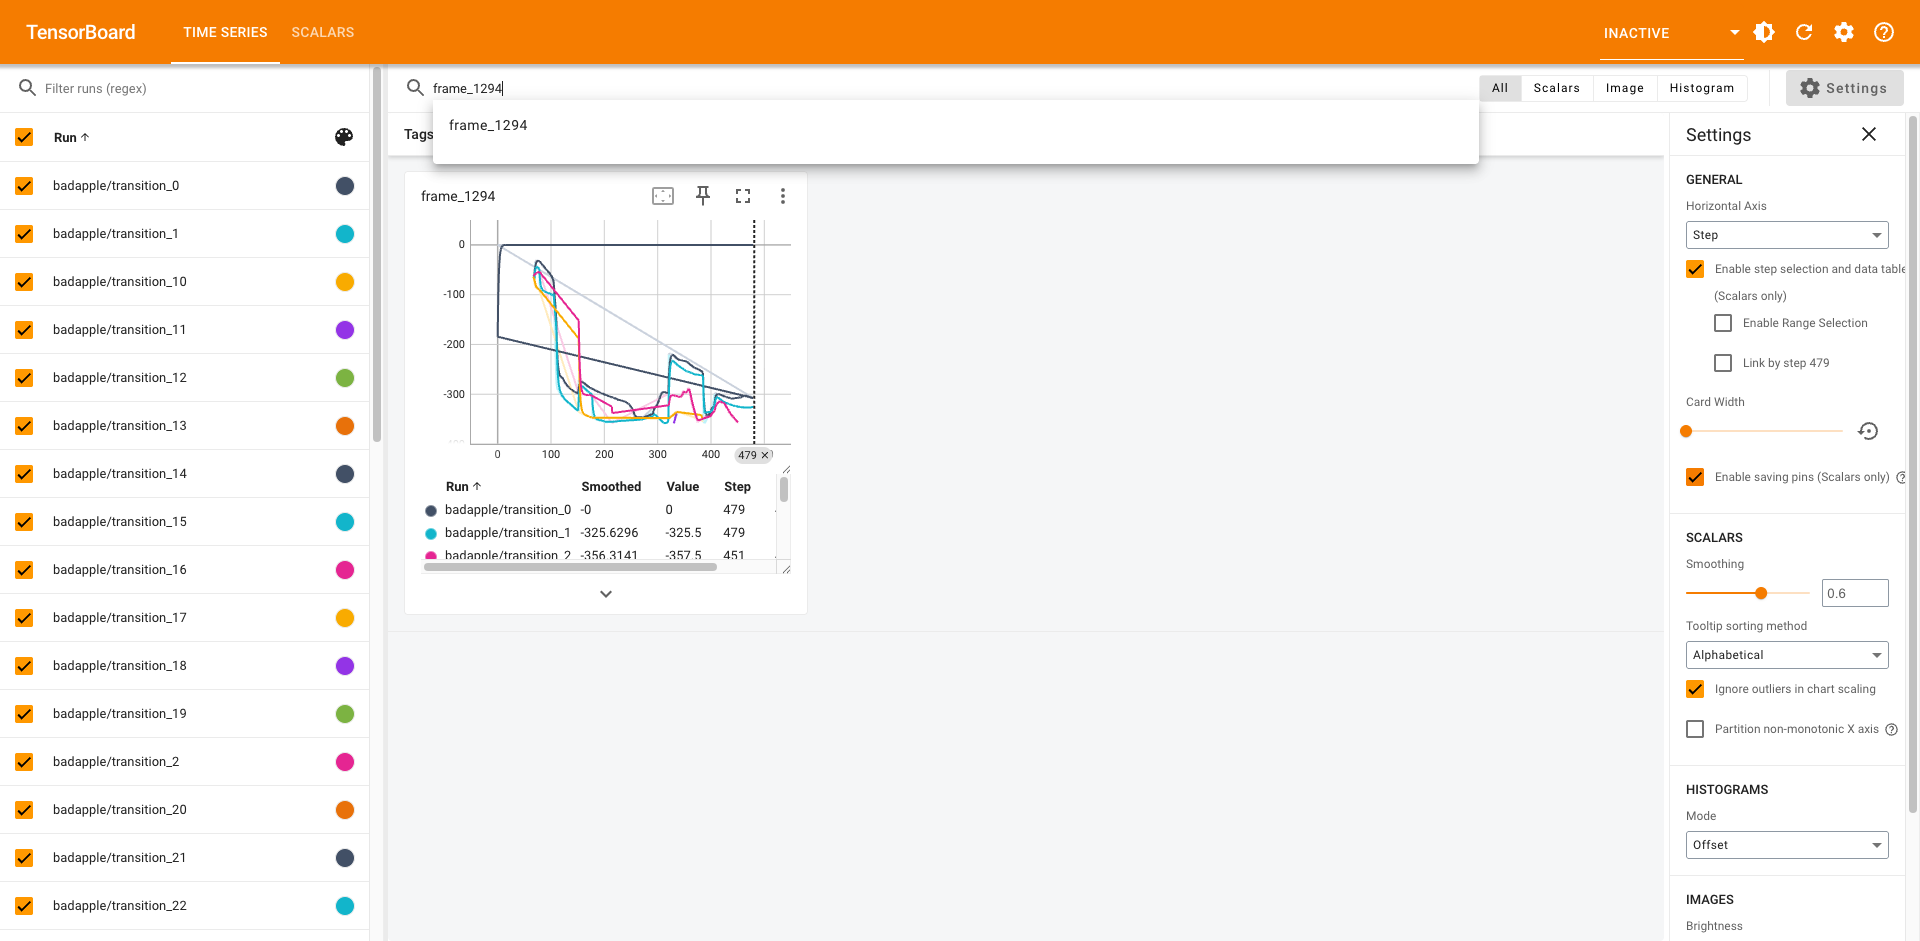 TensorBoard
TIME SERIES
SCALARS
INACTIVE
Filter runs (regex)
Run
badapple/transition_0
badapple/transition_1
badapple/transition_10
badapple/transition_11
badapple/transition_12
badapple/transition_13
badapple/transition_14
badapple/transition_15
badapple/transition_16
badapple/transition_17
badapple/transition_18
badapple/transition_19
badapple/transition_2
badapple/transition_20
badapple/transition_21
badapple/transition_22
frame_1294
frame_1294
Tags
All
Scalars
Image
Histogram
Settings
frame_1294
0
-100
-200
-300
0
100
200
300
400
479
Run Smoothed Value Step
badapple/transition_0 -0 0 479
badapple/transition_1 -325.6296 -325.5 479
badapple/transition_2 -356.3141 -357.5 451
Settings
GENERAL
Horizontal Axis
Step
Enable step selection and data table
(Scalars only)
Enable Range Selection
Link by step 479
Card Width
Enable saving pins (Scalars only)
SCALARS
Smoothing
0.6
Tooltip sorting method
Alphabetical
Ignore outliers in chart scaling
Partition non-monotonic X axis
HISTOGRAMS
Mode
Offset
IMAGES
Brightness